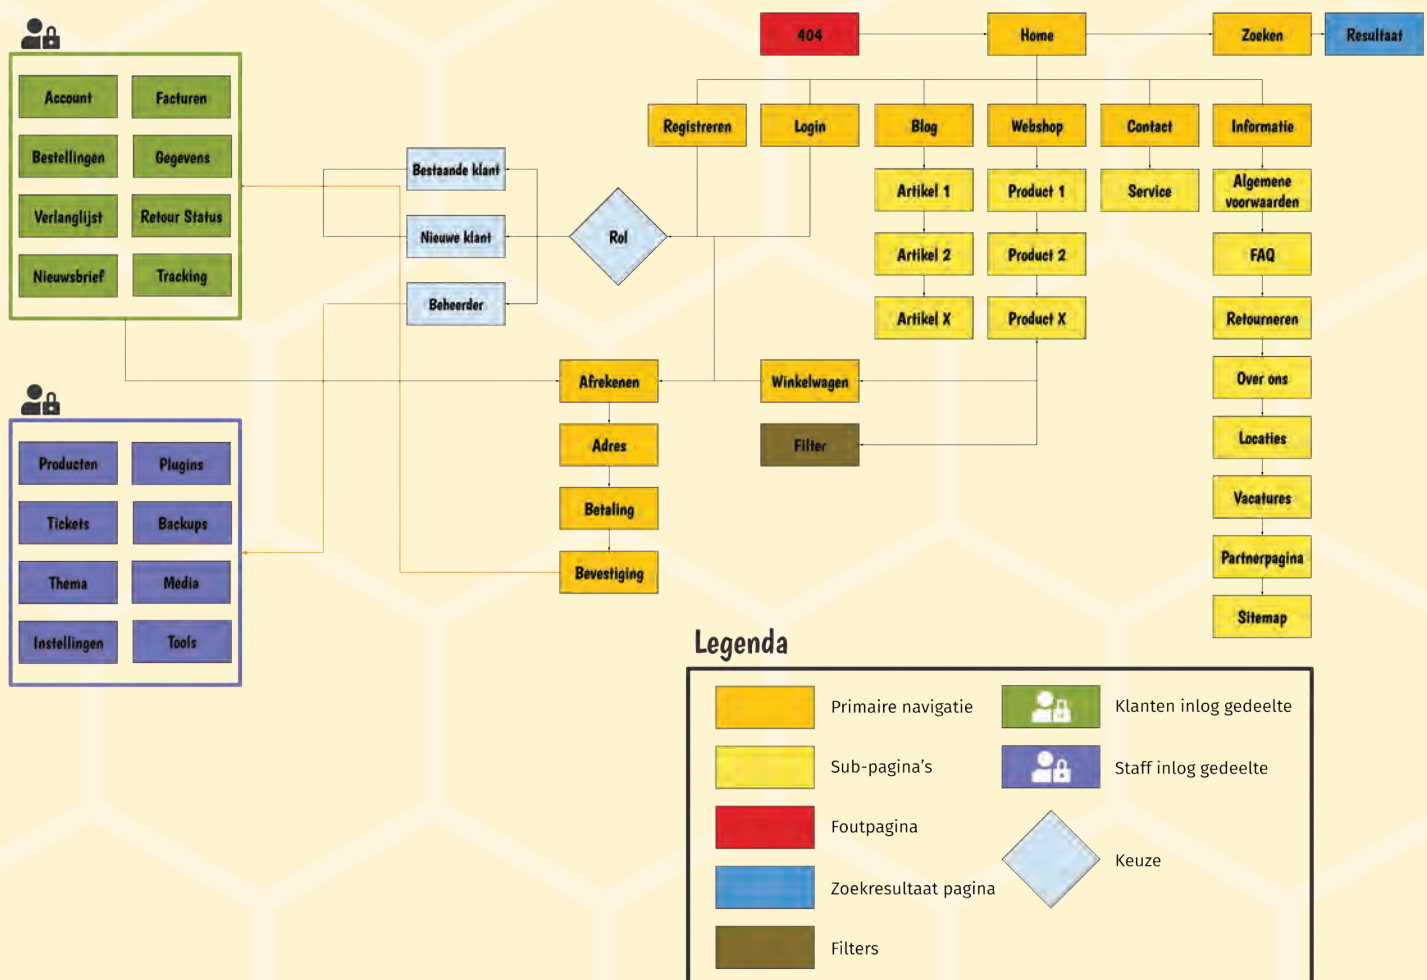 404
Home
Zoeken
Resultaat
Account
Facturen
Bestellingen
Gegevens
Verlanglijst
Retour Status
Nieuwsbrief
Tracking
Registreren
Login
Blog
Webshop
Contact
Informatie
Bestaande klant
Nieuwe klant
Beheerder
Rol
Artikel 1
Artikel 2
Artikel X
Product 1
Product 2
Product X
Service
Algemene
voorwaarden
FAQ
Retourneren
Over ons
Locaties
Vacatures
Partnerpagina
Sitemap
Afrekenen
Adres
Betaling
Bevestiging
Winkelwagen
Filter
Producten
Plugins
Tickets
Backups
Thema
Media
Instellingen
Tools
Legenda
Primaire navigatie
Sub-pagina's
Foutpagina
Zoekresultaat pagina
Filters
Klanten inlog gedeelte
Staff inlog gedeelte
Keuze